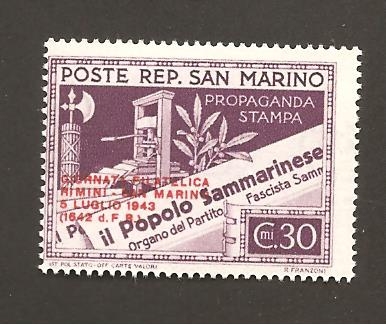 POSTE REP. SAN MARINO
PROPAGANDA
STAMPA
GIORNATA FILATELICA
RIMINI - SAN MARINO
5 LUGLIO 1943
(1642 d. F. R.)
il Popolo Sammarinese
Organo del Partito Fascista Samm
il P
Cmi.30
IST. POL. STATO - OFF. CARTE VALORI
R. FRANZONI